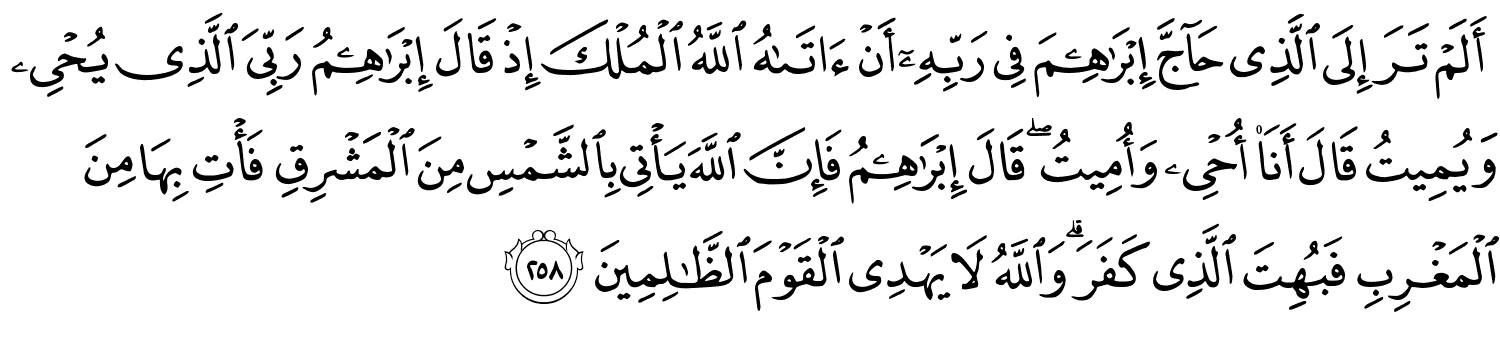 أَلَمْ تَرَ إِلَى ٱلَّذِى حَآجَّ إِبْرَٰهِـۧمَ فِى رَبِّهِۦٓ أَنْ ءَاتَىٰهُ ٱللَّهُ ٱلْمُلْكَ إِذْ قَالَ إِبْرَٰهِـۧمُ رَبِّىَ ٱلَّذِى يُحْىِۦ
وَيُمِيتُ قَالَ أَنَا۠ أُحْىِۦ وَأُمِيتُ ۖ قَالَ إِبْرَٰهِـۧمُ فَإِنَّ ٱللَّهَ يَأْتِى بِٱلشَّمْسِ مِنَ ٱلْمَشْرِقِ فَأْتِ بِهَا مِنَ
ٱلْمَغْرِبِ فَبُهِتَ ٱلَّذِى كَفَرَ ۗ وَٱللَّهُ لَا يَهْدِى ٱلْقَوْمَ ٱلظَّٰلِمِينَ ٢٥٨